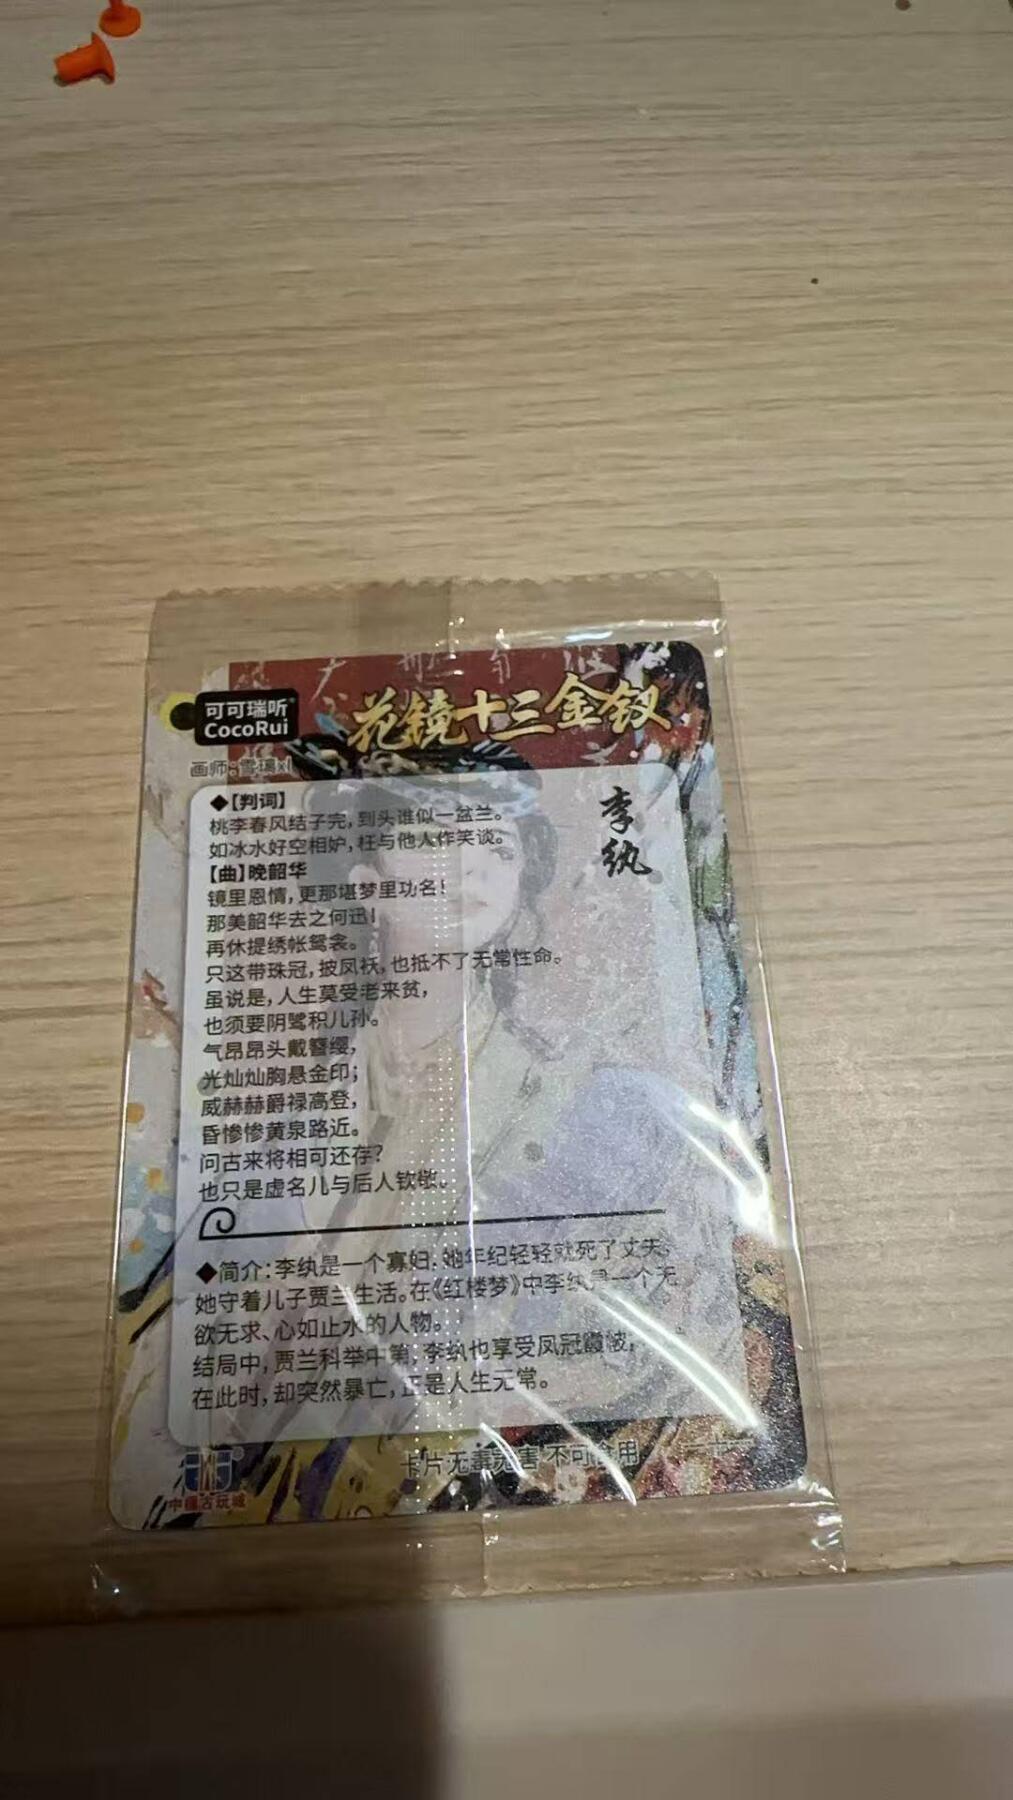 可可瑞听
CocoRui
花镜十三金钗
画师:雪璃xl
李纨
◆【判词】
桃李春风结子完,到头谁似一盆兰。
如冰水好空相妒,枉与他人作笑谈。
【曲】晚韶华
镜里恩情,更那堪梦里功名!
那美韶华去之何迅!
再休提绣帐鸳衾。
只这带珠冠,披凤袄,也抵不了无常性命。
虽说是,人生莫受老来贫,
也须要阴骘积儿孙。
气昂昂头戴簪缨,
光灿灿胸悬金印;
威赫赫爵禄高登,
昏惨惨黄泉路近。
问古来将相可还存?
也只是虚名儿与后人钦敬。
◆简介:李纨是一个寡妇,她年纪轻轻就死了丈夫,
她守着儿子贾兰生活。在《红楼梦》中李纨是一个无
欲无求、心如止水的人物。
结局中,贾兰科举中第,李纨也享受凤冠霞帔,
在此时,却突然暴亡,正是人生无常。
中国古玩城
卡片无毒无害 不可食用